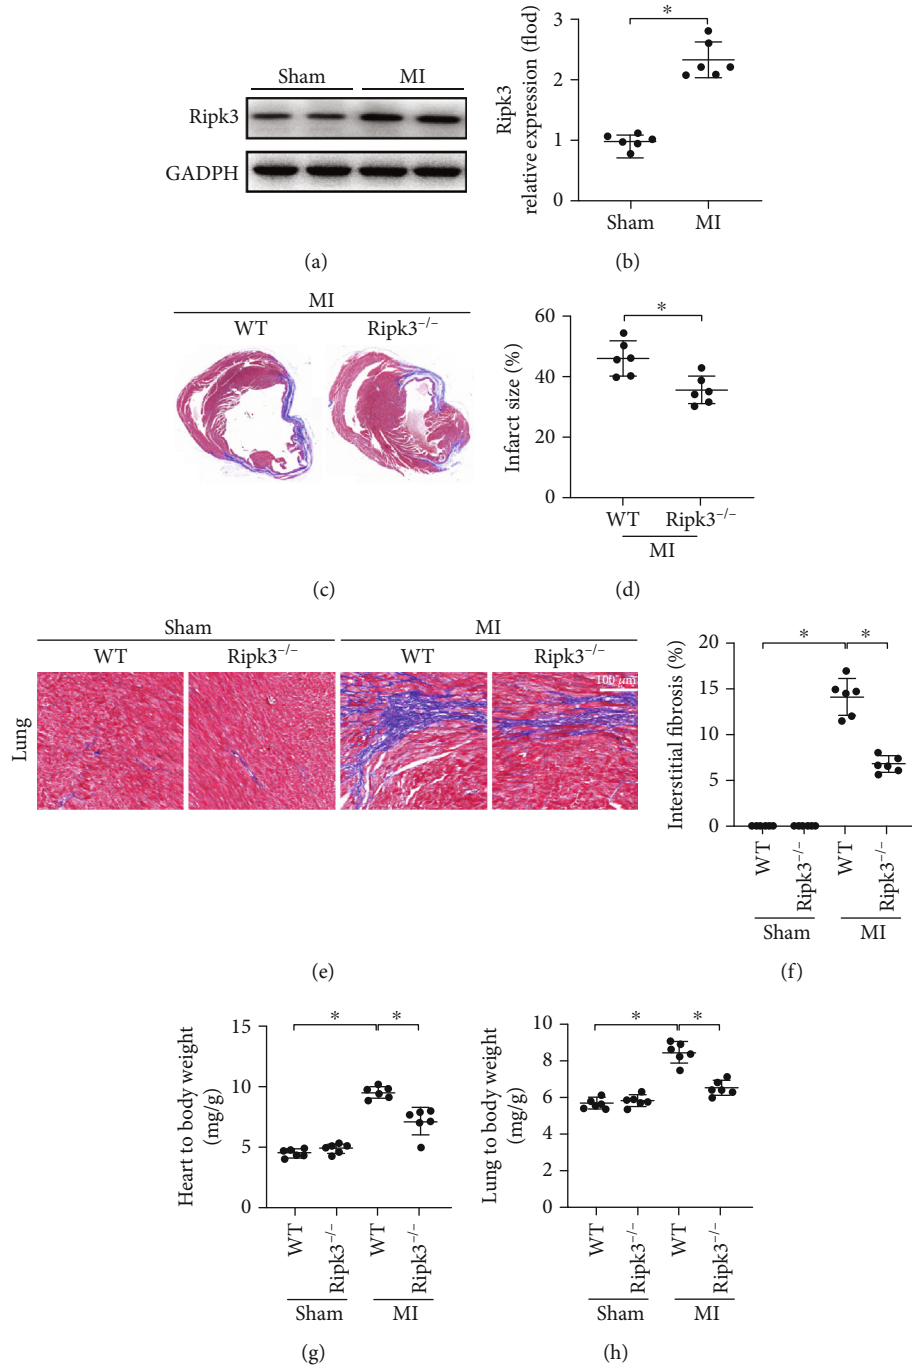 Sham MI
Ripk3
GADPH
(a)
Ripk3
relative expression (flod)
3
2
1
0
*
Sham MI
(b)
MI
WT Ripk3−/−
(c)
Infarct size (%)
60
40
20
0
*
WT Ripk3−/−
MI
(d)
Sham MI
WT Ripk3−/− WT Ripk3−/−
Lung
100 μm
(e)
Interstitial fibrosis (%)
20
15
10
5
0
* *
WT Ripk3−/− WT Ripk3−/−
Sham MI
(f)
Heart to body weight
(mg/g)
15
10
5
0
* *
WT Ripk3−/− WT Ripk3−/−
Sham MI
(g)
Lung to body weight
(mg/g)
10
8
6
4
2
0
* *
WT Ripk3−/− WT Ripk3−/−
Sham MI
(h)